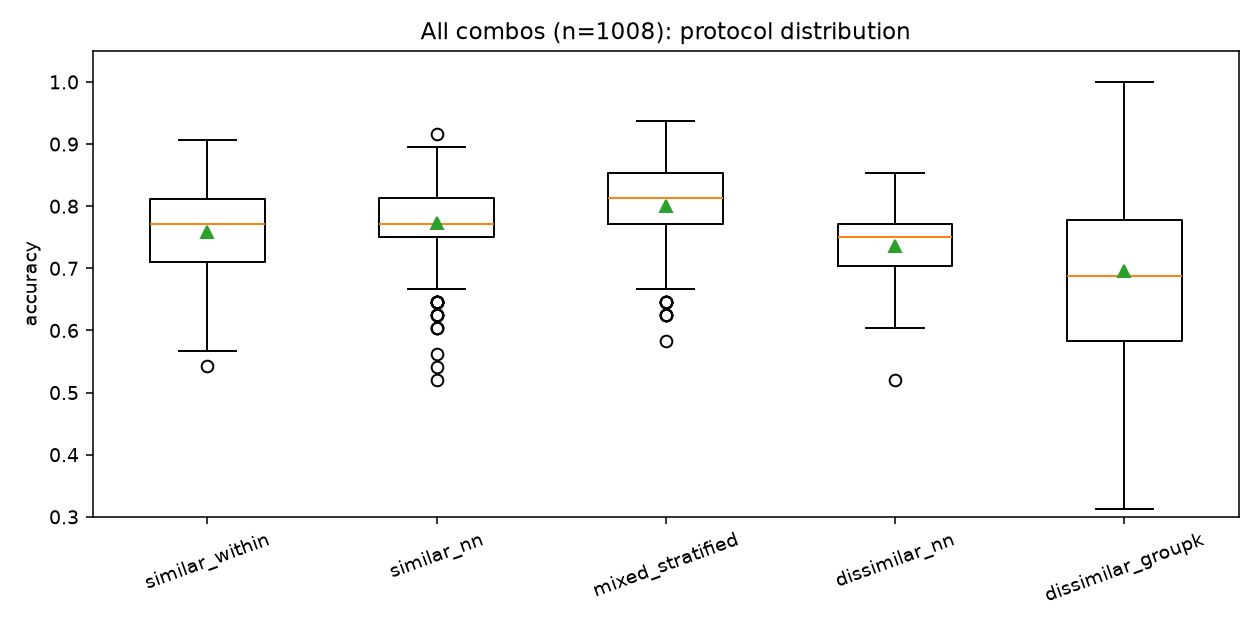 All combos (n=1008): protocol distribution
accuracy
1.0
0.9
0.8
0.7
0.6
0.5
0.4
0.3
similar_within
similar_nn
mixed_stratified
dissimilar_nn
dissimilar_groupk